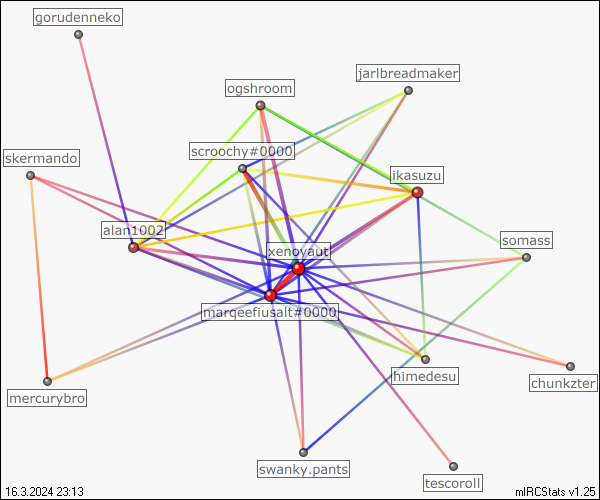 gorudenneko
jarlbreadmaker
ogshroom
scroochy#0000
skermando
ikasuzu
alan1002
somass
xenoyaut
marqeefiusalt#0000
himedesu
chunkzter
mercurybro
swanky.pants
tescoroll
16.3.2024 23:13
mIRCStats v1.25